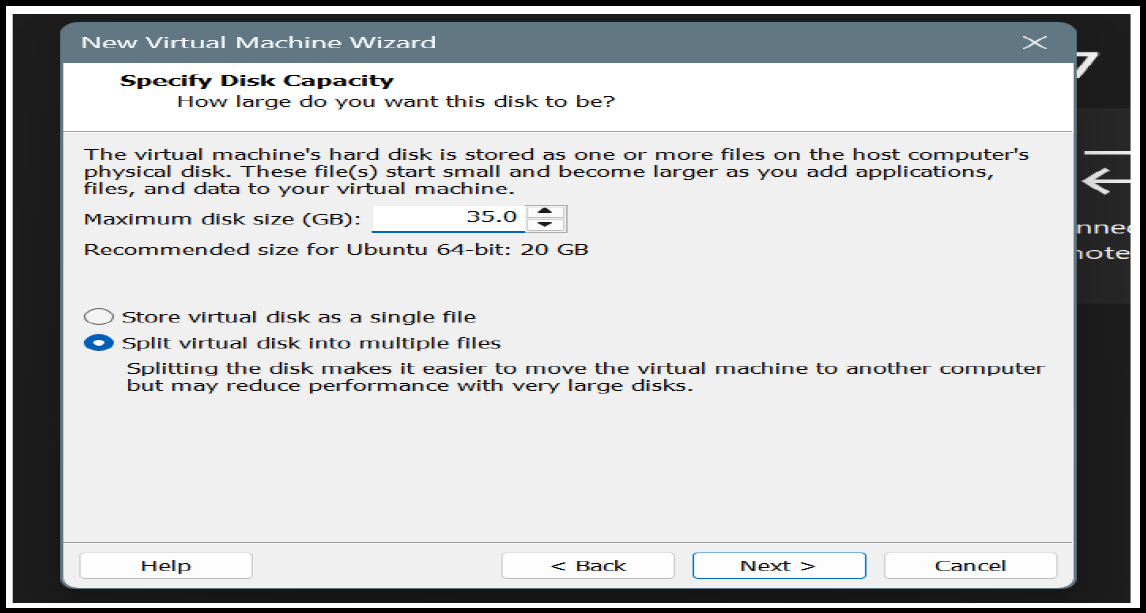 New Virtual Machine Wizard
Specify Disk Capacity
How large do you want this disk to be?
The virtual machine's hard disk is stored as one or more files on the host computer's
physical disk. These file(s) start small and become larger as you add applications,
files, and data to your virtual machine.
Maximum disk size (GB): 35.0
Recommended size for Ubuntu 64-bit: 20 GB
Store virtual disk as a single file
Split virtual disk into multiple files
Splitting the disk makes it easier to move the virtual machine to another computer
but may reduce performance with very large disks.
Help < Back Next > Cancel